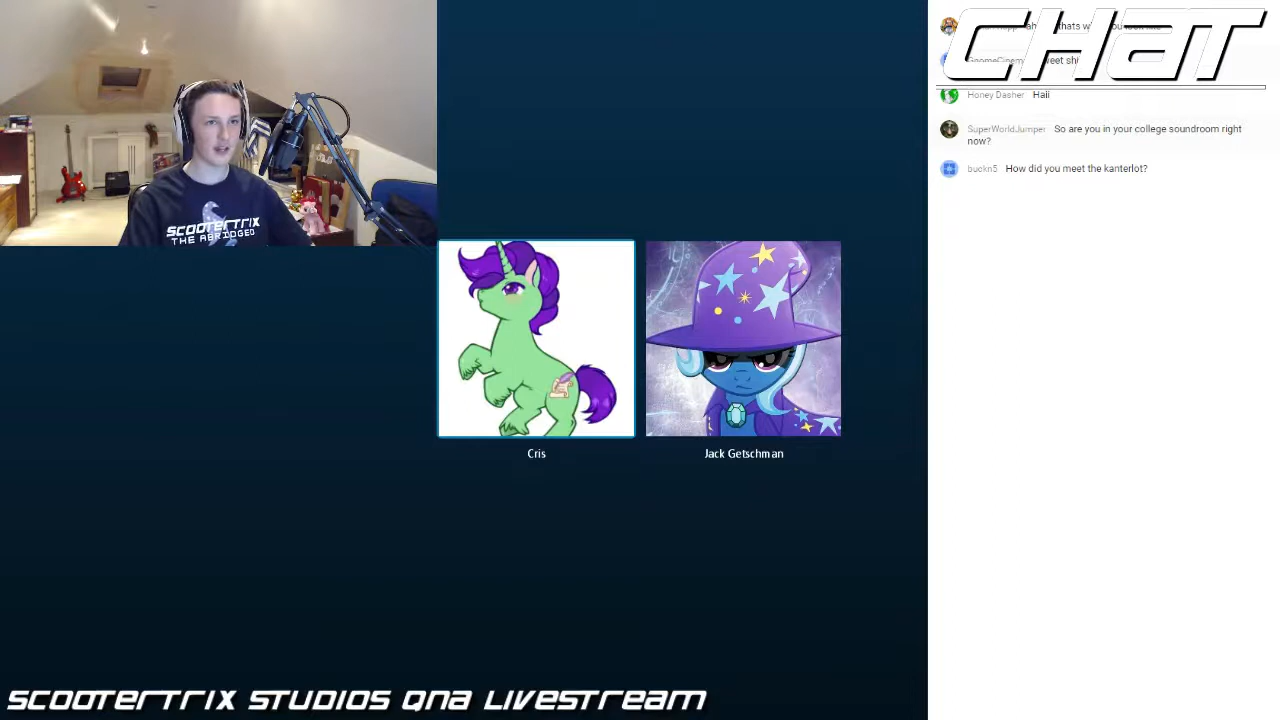 CHaT
Honey Dasher Haii
SuperWorldJumper So are you in your college soundroom right
now?
buckn5 How did you meet the kanterlot?
SCOOTERTRIX
THE ABRIDGED
Cris
Jack Getschman
SCOOTERTRIX STUDIOS QNA LIVESTREAM